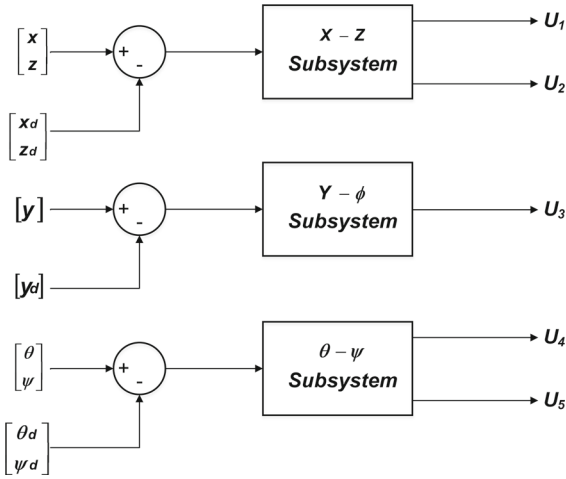 x
z
+
-
xd
zd
X – Z
Subsystem
U1
U2
[y]
+
-
[yd]
Y – ϕ
Subsystem
U3
θ
ψ
+
-
θd
ψd
θ – ψ
Subsystem
U4
U5